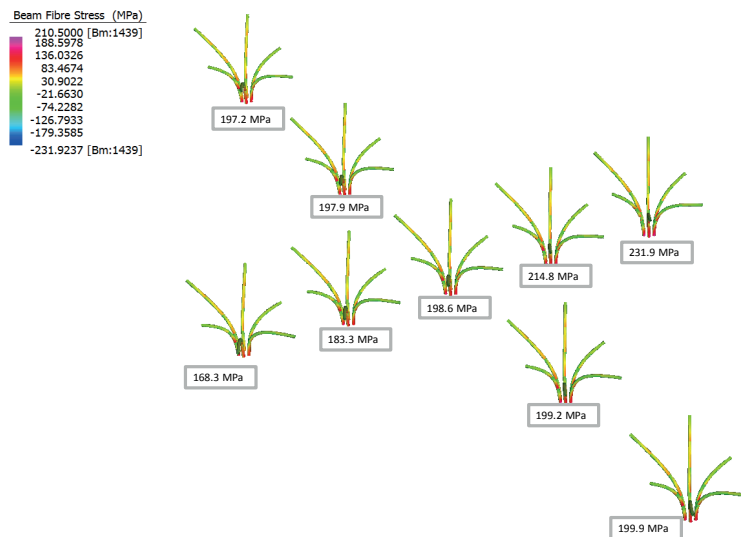 Beam Fibre Stress (MPa)
210.5000 [Bm:1439]
188.5978
136.0326
83.4674
30.9022
-21.6630
-74.2282
-126.7933
-179.3585
-231.9237 [Bm:1439]
197.2 MPa
197.9 MPa
231.9 MPa
214.8 MPa
198.6 MPa
183.3 MPa
168.3 MPa
199.2 MPa
199.9 MPa